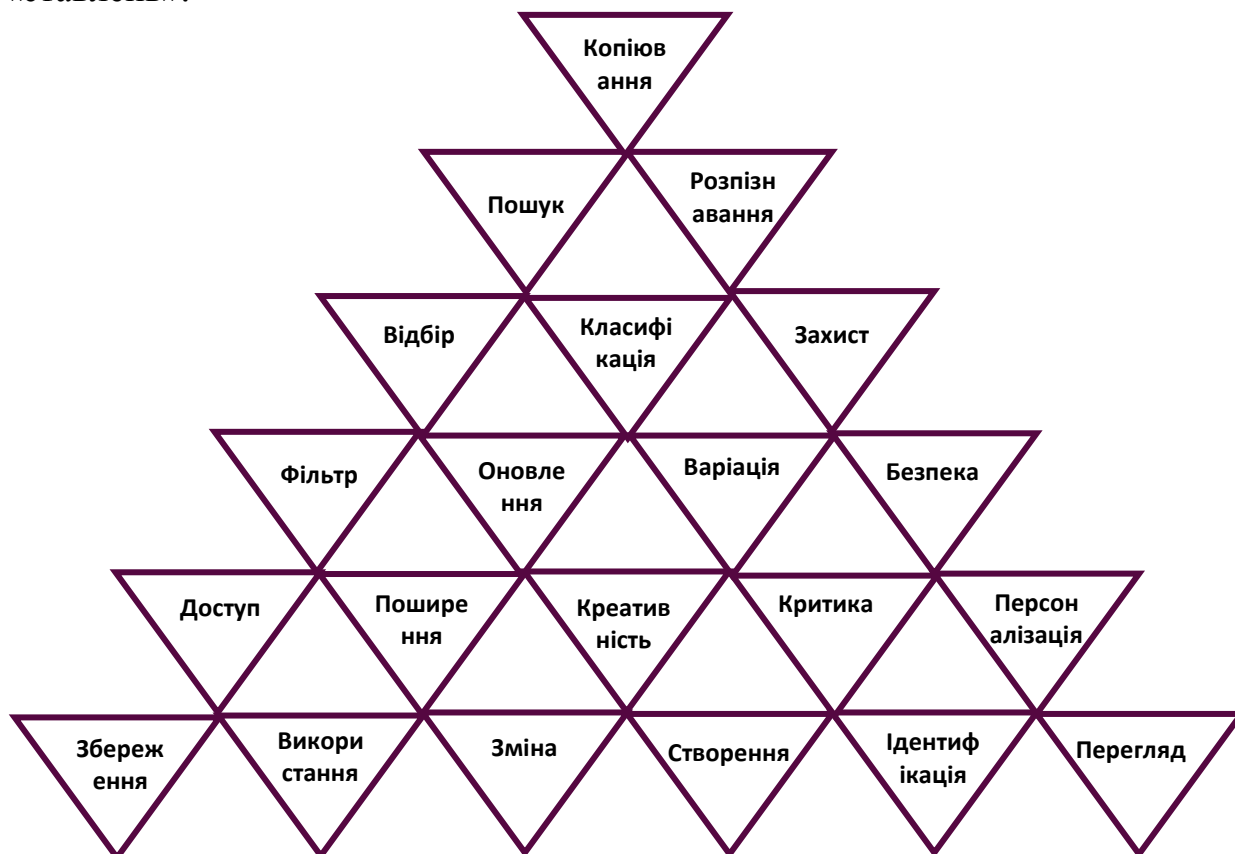 Копіюв
ання
Пошук
Розпізн
авання
Відбір
Класифі
кація
Захист
Фільтр
Оновле
ння
Варіація
Безпека
Доступ
Пошире
ння
Креатив
ність
Критика
Персон
алізація
Збереж
ення
Викори
стання
Зміна
Створення
Ідентиф
ікація
Перегляд